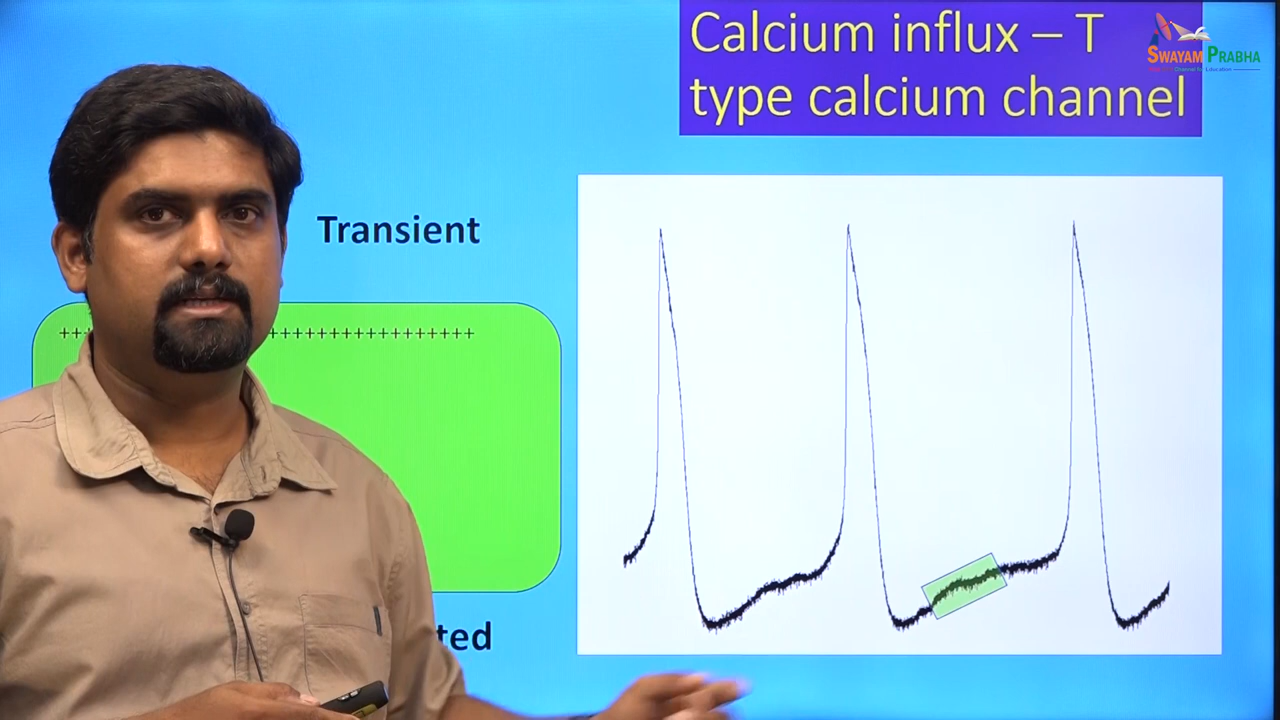 Calcium influx – T
type calcium channel
SWAYAM PRABHA
Transient
++++++++++++++++++
ted